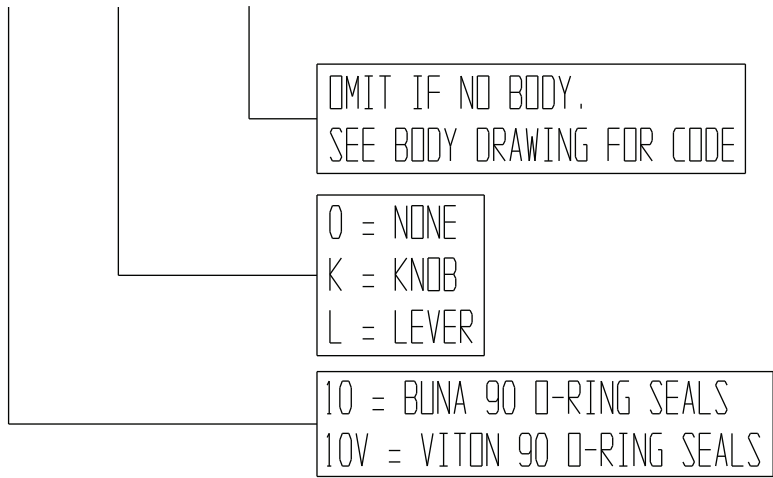 OMIT IF NO BODY.
SEE BODY DRAWING FOR CODE
0 = NONE
K = KNOB
L = LEVER
10 = BUNA 90 O-RING SEALS
10V = VITON 90 O-RING SEALS